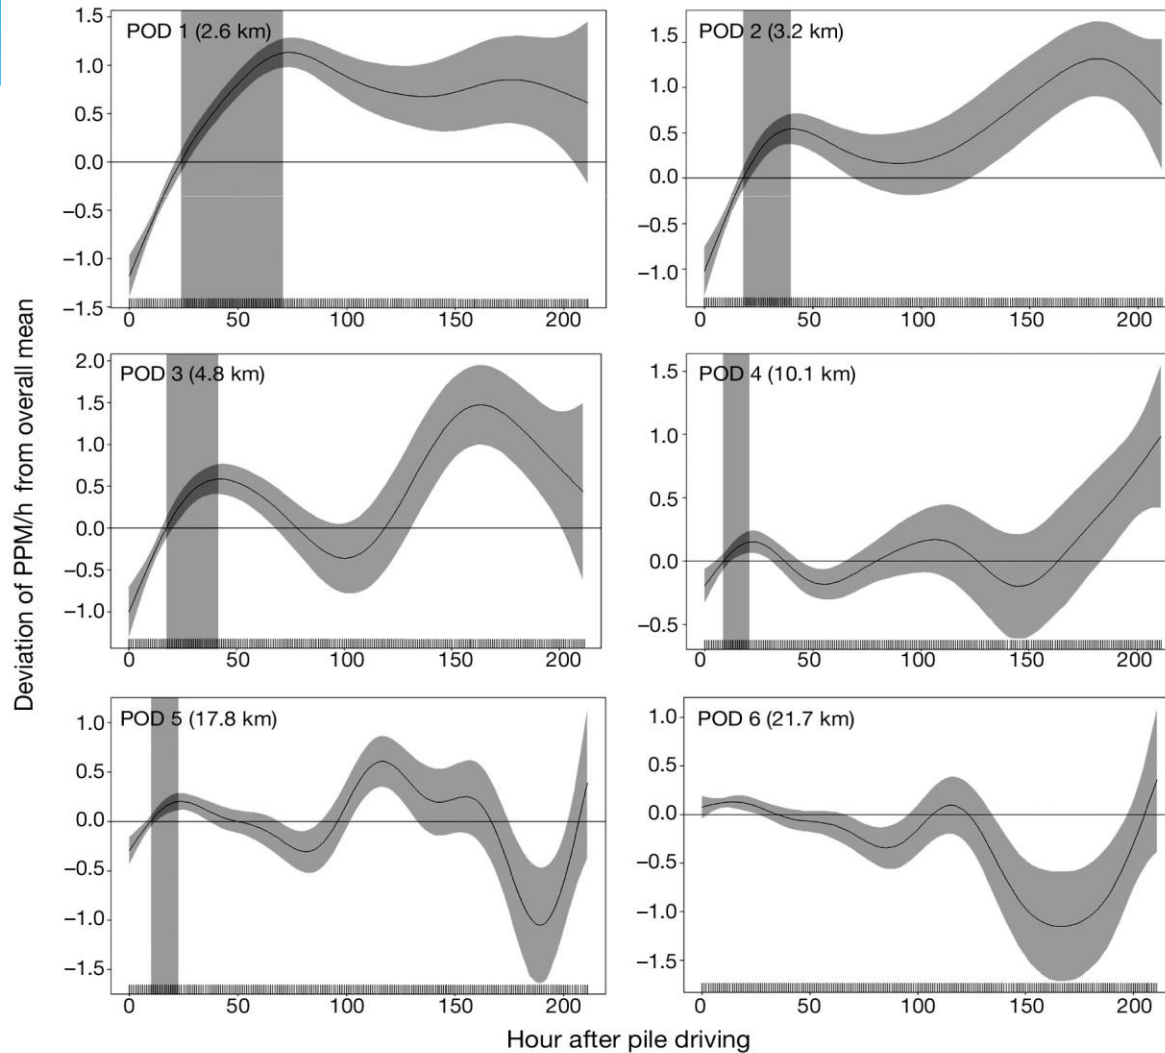 Deviation of PPM/h from overall mean
POD 1 (2.6 km)
1.5
1.0
0.5
0.0
−0.5
−1.0
−1.5
0 50 100 150 200
POD 2 (3.2 km)
1.5
1.0
0.5
0.0
−0.5
−1.0
0 50 100 150 200
POD 3 (4.8 km)
2.0
1.5
1.0
0.5
0.0
−0.5
−1.0
0 50 100 150 200
POD 4 (10.1 km)
1.5
1.0
0.5
0.0
−0.5
0 50 100 150 200
POD 5 (17.8 km)
1.0
0.5
0.0
−0.5
−1.0
−1.5
0 50 100 150 200
POD 6 (21.7 km)
1.0
0.5
0.0
−0.5
−1.0
−1.5
0 50 100 150 200
Hour after pile driving